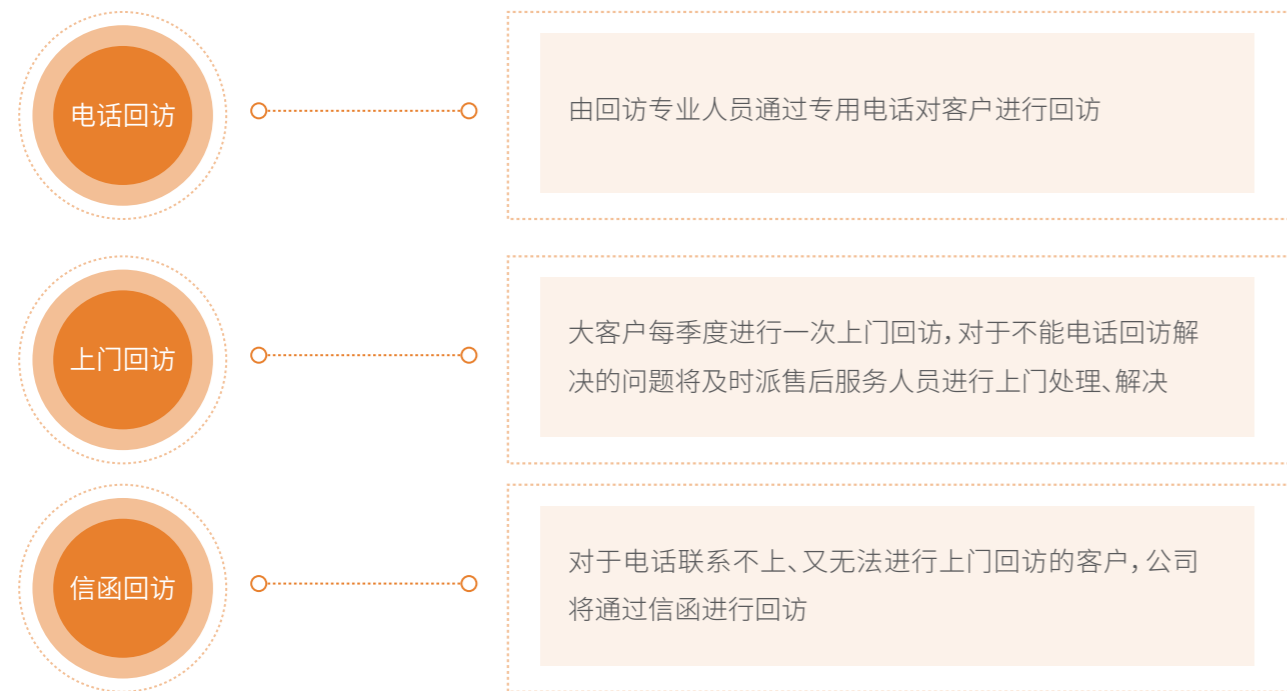 电话回访
由回访专业人员通过专用电话对客户进行回访
上门回访
大客户每季度进行一次上门回访，对于不能电话回访解
决的问题将及时派售后服务人员进行上门处理、解决
信函回访
对于电话联系不上、又无法进行上门回访的客户，公司
将通过信函进行回访